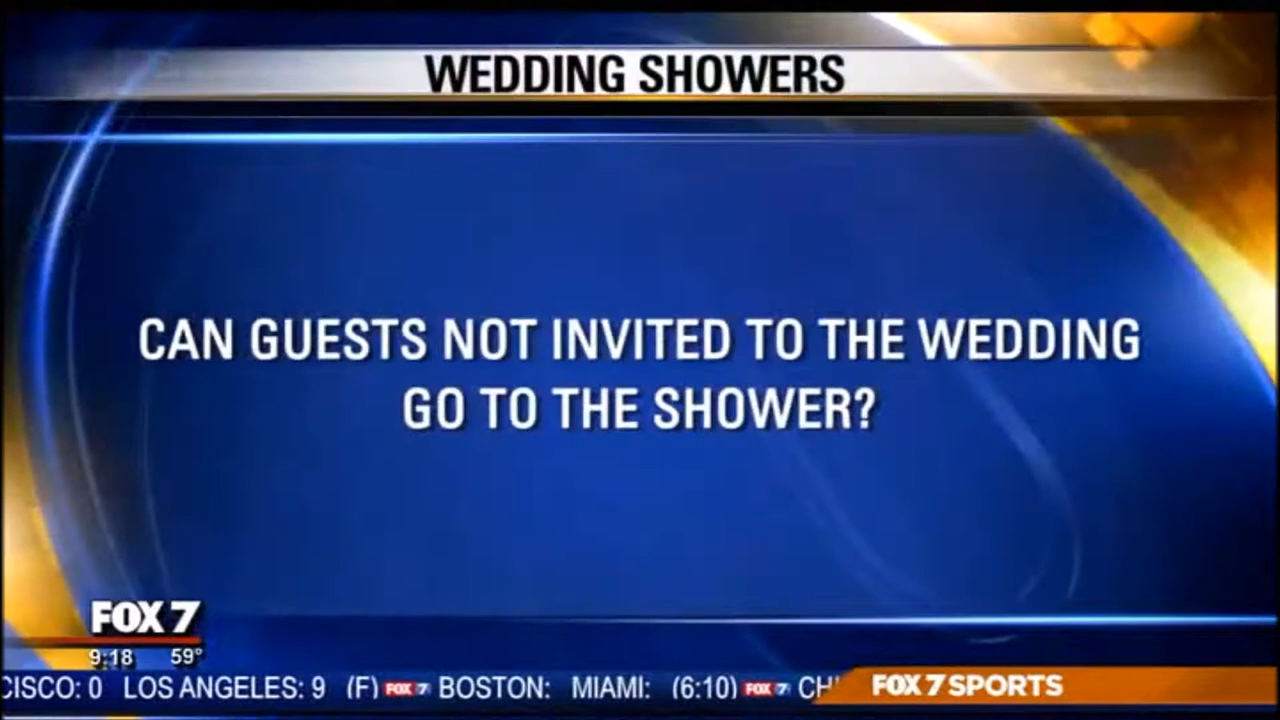 WEDDING SHOWERS
CAN GUESTS NOT INVITED TO THE WEDDING
GO TO THE SHOWER?
FOX 7
9:18 59°
CISCO: 0 LOS ANGELES: 9 (F) FOX 7 BOSTON: MIAMI: (6:10) FOX 7 CHI FOX 7 SPORTS